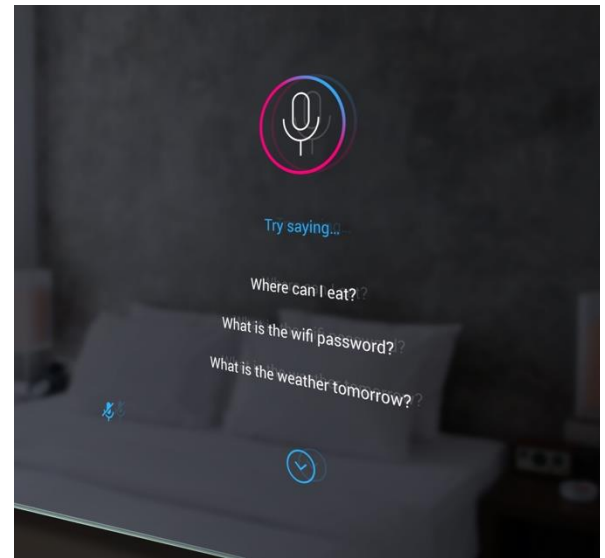 Try saying...
Where can I eat?
What is the wifi password?
What is the weather tomorrow?